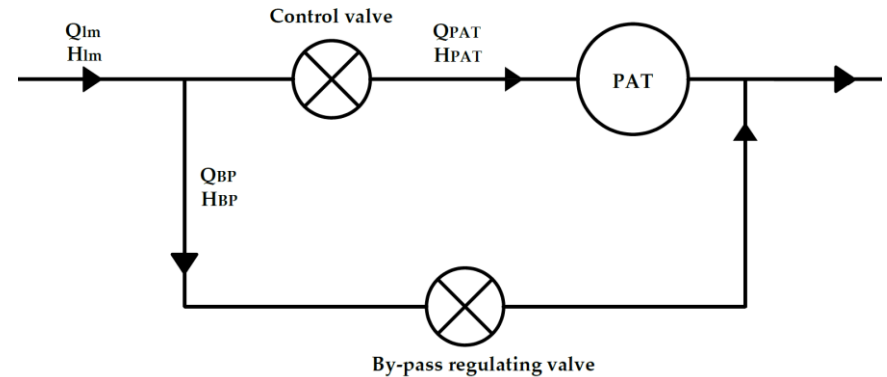 Control valve
Qlm
Hlm
QPAT
HPAT
PAT
QBP
HBP
By-pass regulating valve